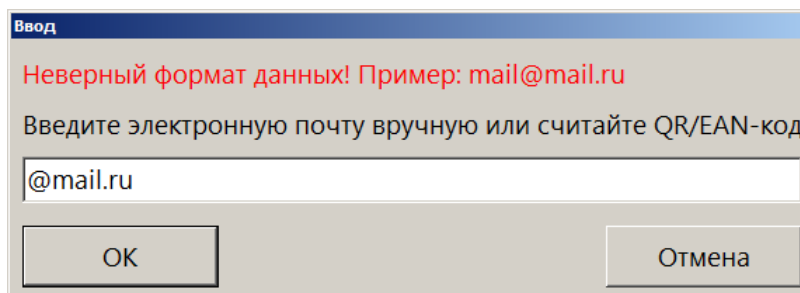 Ввод
Неверный формат данных! Пример: mail@mail.ru
Введите электронную почту вручную или считайте QR/EAN-код
@mail.ru
OK
Отмена